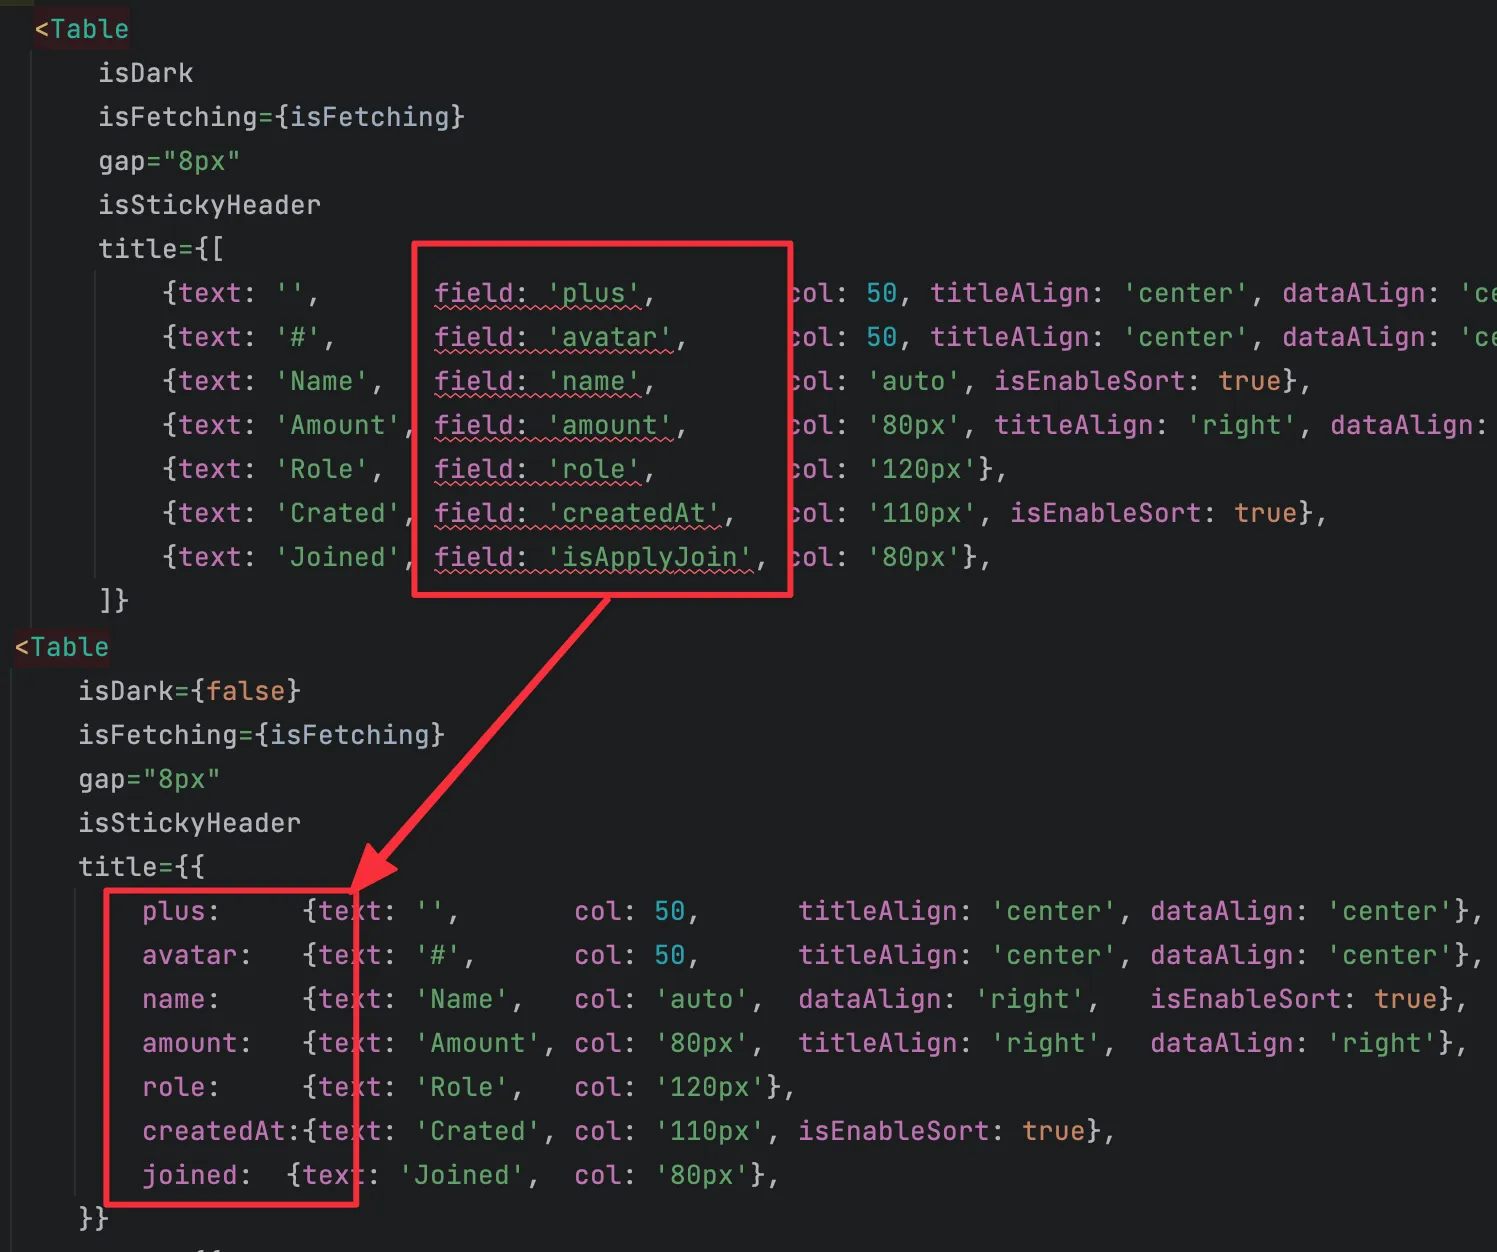 <Table
isDark
isFetching={isFetching}
gap="8px"
isStickyHeader
title={[
{text: '', field: 'plus', col: 50, titleAlign: 'center', dataAlign: 'ce
{text: '#', field: 'avatar', col: 50, titleAlign: 'center', dataAlign: 'ce
{text: 'Name', field: 'name', col: 'auto', isEnableSort: true},
{text: 'Amount', field: 'amount', col: '80px', titleAlign: 'right', dataAlign:
{text: 'Role', field: 'role', col: '120px'},
{text: 'Crated', field: 'createdAt', col: '110px', isEnableSort: true},
{text: 'Joined', field: 'isApplyJoin', col: '80px'},
]}
<Table
isDark={false}
isFetching={isFetching}
gap="8px"
isStickyHeader
title={{
plus: {text: '', col: 50, titleAlign: 'center', dataAlign: 'center'},
avatar: {text: '#', col: 50, titleAlign: 'center', dataAlign: 'center'},
name: {text: 'Name', col: 'auto', dataAlign: 'right', isEnableSort: true},
amount: {text: 'Amount', col: '80px', titleAlign: 'right', dataAlign: 'right'},
role: {text: 'Role', col: '120px'},
createdAt:{text: 'Crated', col: '110px', isEnableSort: true},
joined: {text: 'Joined', col: '80px'},
}}